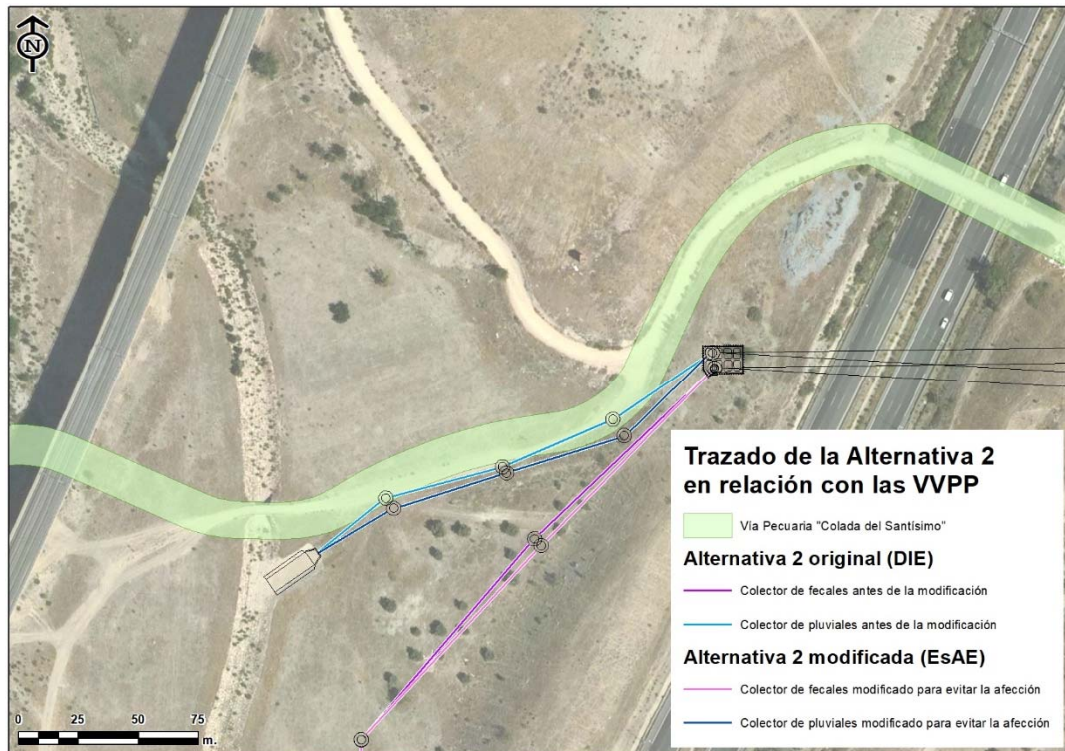 N
Trazado de la Alternativa 2
en relación con las VVPP
Vía Pecuaria "Colada del Santísimo"
Alternativa 2 original (DIE)
Colector de fecales antes de la modificación
Colector de pluviales antes de la modificación
Alternativa 2 modificada (EsAE)
Colector de fecales modificado para evitar la afección
Colector de pluviales modificado para evitar la afección
0 25 50 75
m.